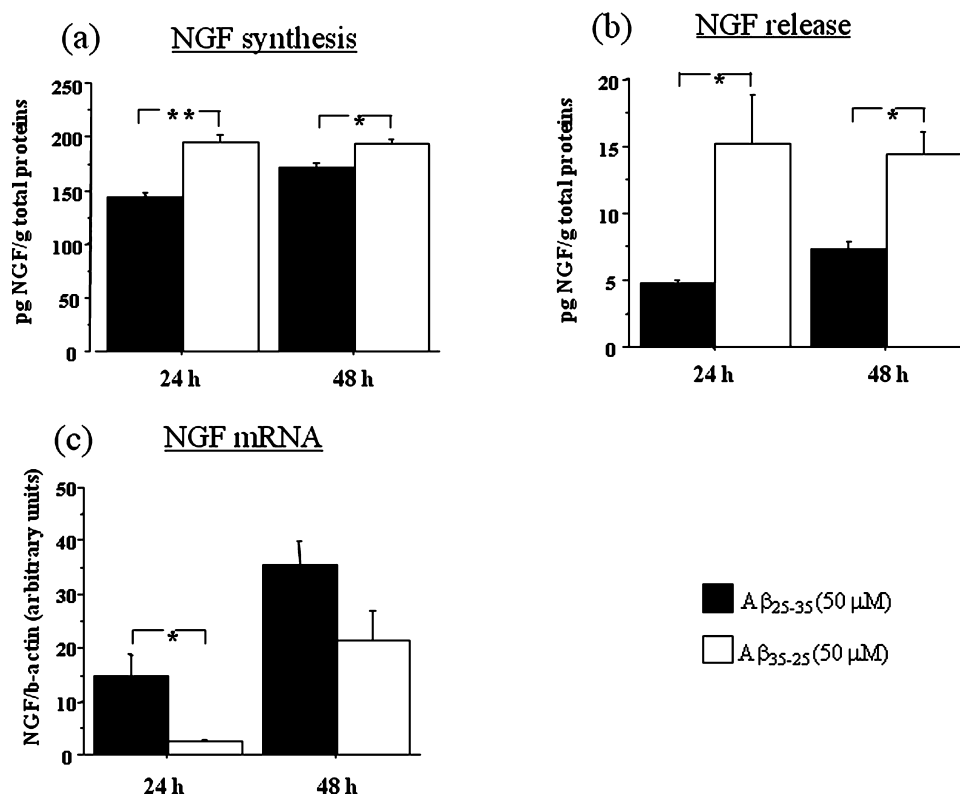 (a) NGF synthesis
pg NGF/g total proteins
250
200
150
100
50
0
**
*
24 h
48 h
(b) NGF release
pg NGF/g total proteins
20
15
10
5
0
*
*
24 h
48 h
(c) NGF mRNA
NGF/b-actin (arbitrary units)
50
40
30
20
10
0
*
24 h
48 h
Aβ25-35 (50 μM)
Aβ35-25 (50 μM)